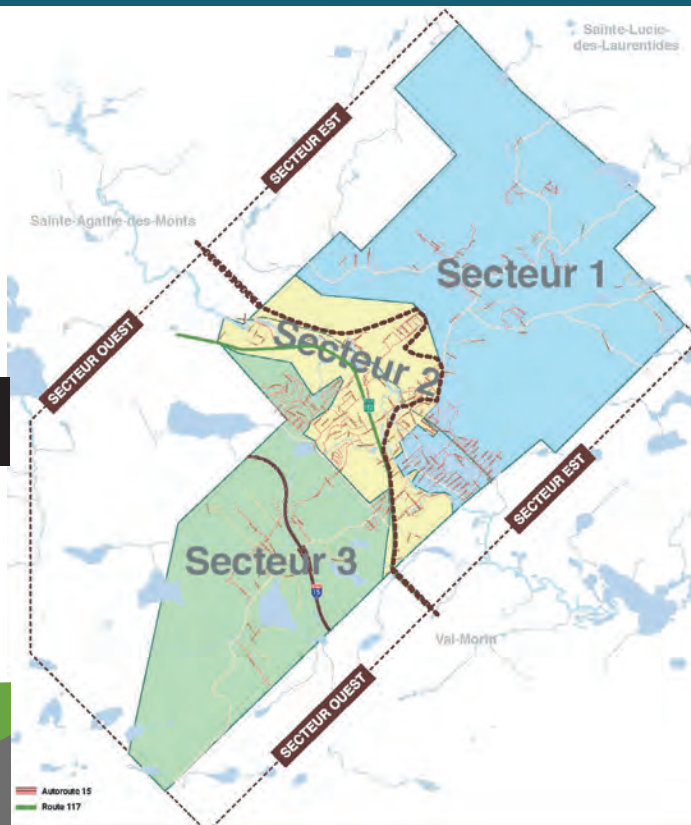 Sainte-Lucie-
des-Laurentides
SECTEUR EST
Sainte-Agathe-des-Monts
Secteur 1
SECTEUR OUEST
Secteur 2
SECTEUR EST
Secteur 3
15
Val-Morin
SECTEUR OUEST
Autoroute 15
Route 117